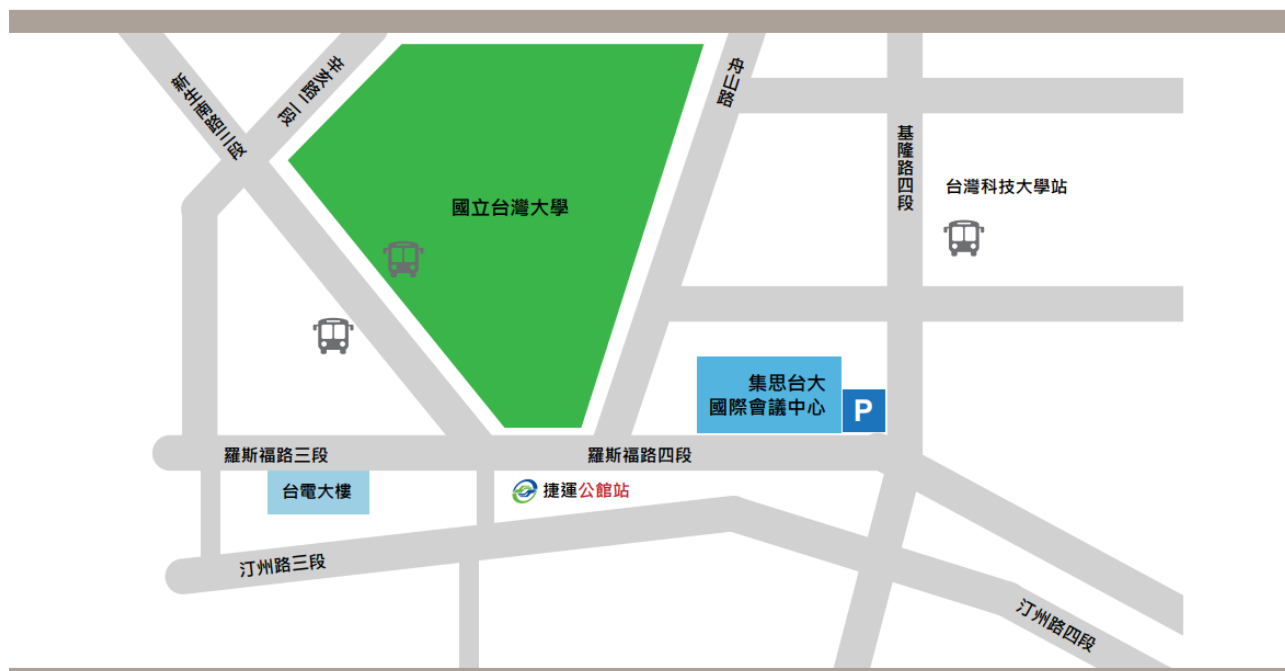 新生南路三段
辛亥路二段
舟山路
基隆路四段
台灣科技大學站
國立台灣大學
集思台大
國際會議中心
P
羅斯福路三段
羅斯福路四段
台電大樓
捷運公館站
汀州路三段
汀州路四段